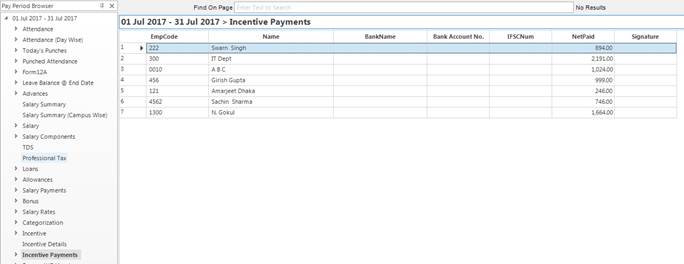 Pay Period Browser
Find On Page Enter Text to Search No Results
01 Jul 2017 - 31 Jul 2017
Attendance
Attendance (Day Wise)
Today's Punches
Punched Attendance
Form12A
Leave Balance @ End Date
Advances
Salary Summary
Salary Summary (Campus Wise)
Salary
Salary Components
TDS
Professional Tax
Loans
Allowances
Salary Payments
Bonus
Salary Rates
Categorization
Incentive
Incentive Details
Incentive Payments
01 Jul 2017 - 31 Jul 2017 > Incentive Payments
EmpCode Name BankName Bank Account No. IFSCNum NetPaid Signature
1 222 Swarn Singh 894.00
2 300 IT Dept 2,191.00
3 0010 A B C 1,024.00
4 456 Girish Gupta 999.00
5 121 Amarjeet Dhaka 246.00
6 4562 Sachin Sharma 746.00
7 1300 N. Gokul 1,664.00